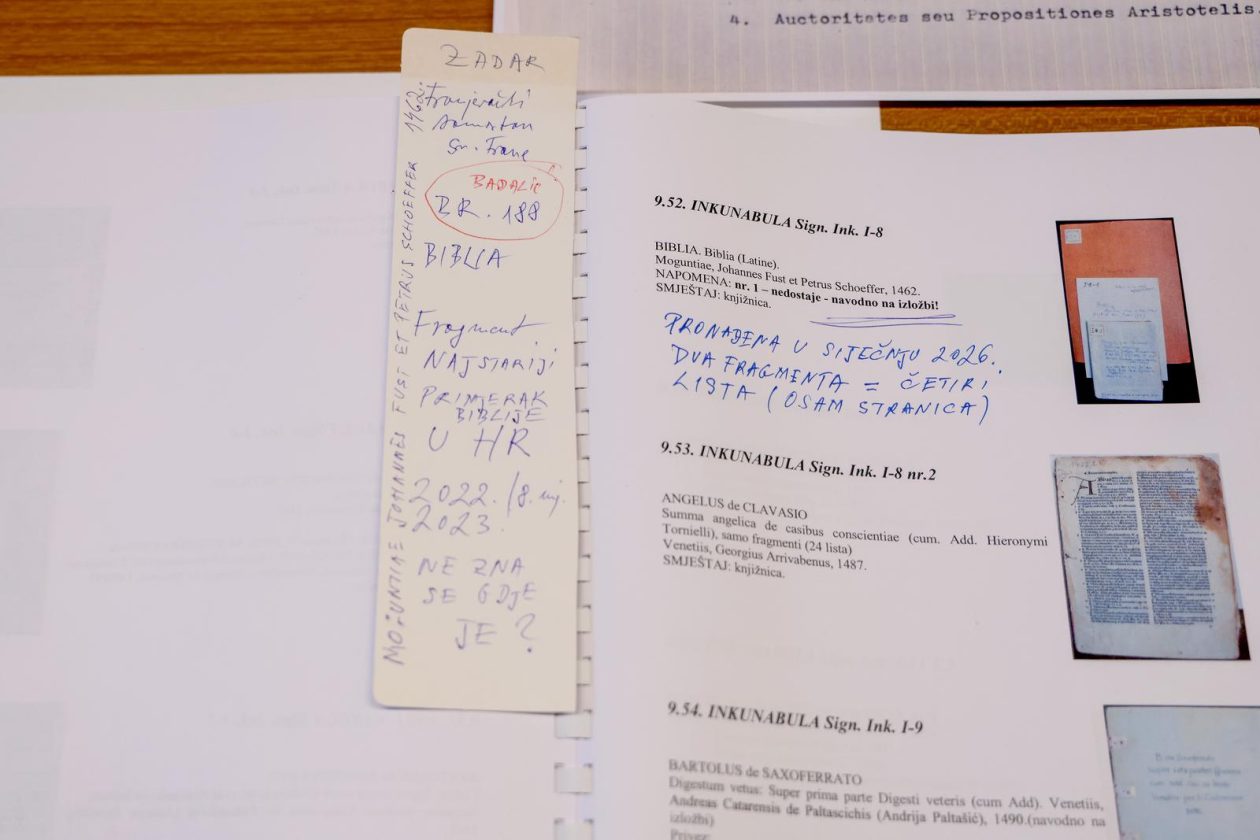 4. Auctoritates seu Propositiones Aristotelis.
ZADAR
Franjevački
samostan
sv. Frane
BADALIĆ
BR. 188
BIBLIA
Fragment.
NAJSTARIJI
PRIMJERAK
BIBLIJE
U HR
2022./8. mj.
2023.
NE ZNA
SE GDJE
JE?
MOGUNTIAE JOHANNES FUST ET PETRUS SCHOEFFER 1462.
9.52. INKUNABULA Sign. Ink. I-8
BIBLIA. Biblia (Latine).
Moguntiae, Johannes Fust et Petrus Schoeffer, 1462.
NAPOMENA: nr. 1 – nedostaje - navodno na izložbi!
SMJEŠTAJ: knjižnica.
PRONAĐENA U SIJEČNJU 2026.
DVA FRAGMENTA = ČETIRI
LISTA (OSAM STRANICA)
9.53. INKUNABULA Sign. Ink. I-8 nr.2
ANGELUS de CLAVASIO
Summa angelica de casibus conscientiae (cum. Add. Hieronymi
Tornielli), samo fragmenti (24 lista)
Venetiis, Georgius Arrivabenus, 1487.
SMJEŠTAJ: knjižnica.
9.54. INKUNABULA Sign. Ink. I-9
BARTOLUS de SAXOFERRATO
Digestum vetus: Super prima parte Digesti veteris (cum Add). Venetiis,
Andreas Catarensis de Paltascichis (Andrija Paltašić), 1490.(navodno na
izložbi)
Privez: